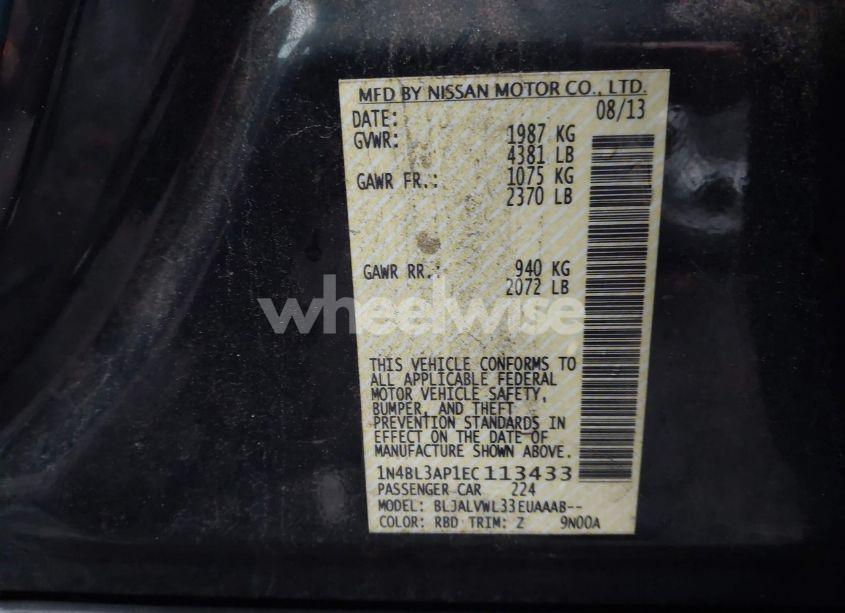 MFD BY NISSAN MOTOR CO., LTD.
DATE: 08/13
GVWR: 1987 KG
4381 LB
GAWR FR.: 1075 KG
2370 LB
GAWR RR.: 940 KG
2072 LB
wheelwise
THIS VEHICLE CONFORMS TO
ALL APPLICABLE FEDERAL
MOTOR VEHICLE SAFETY,
BUMPER, AND THEFT
PREVENTION STANDARDS IN
EFFECT ON THE DATE OF
MANUFACTURE SHOWN ABOVE.
1N4BL3AP1EC113433
PASSENGER CAR 224
MODEL: BLJALVWL33EUAAAB--
COLOR: RBD TRIM: Z 9N00A